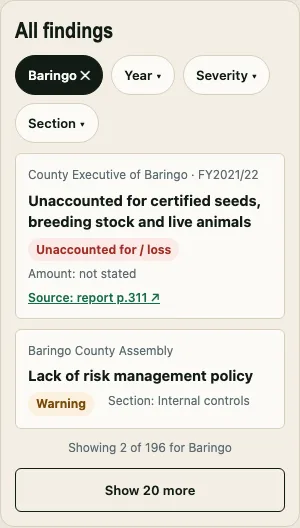 All findings
Baringo ✕ Year ▾ Severity ▾
Section ▾
County Executive of Baringo · FY2021/22
Unaccounted for certified seeds,
breeding stock and live animals
Unaccounted for / loss
Amount: not stated
Source: report p.311 ↗
Baringo County Assembly
Lack of risk management policy
Warning Section: Internal controls
Showing 2 of 196 for Baringo
Show 20 more